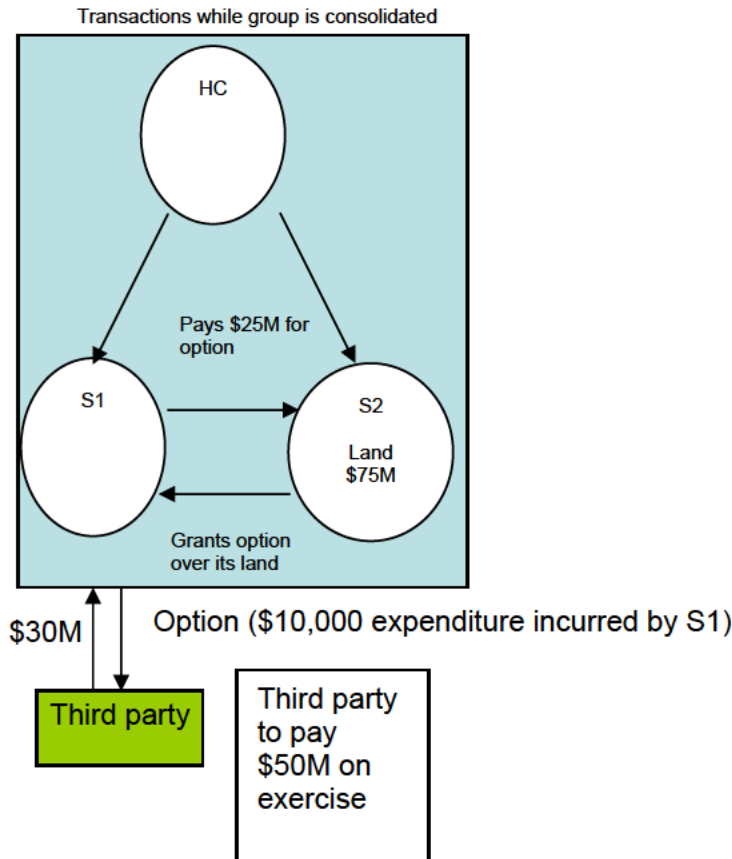 Transactions while group is consolidated
HC
Pays $25M for
option
S1
S2
Land
$75M
Grants option
over its land
$30M
Option ($10,000 expenditure incurred by S1)
Third party
Third party
to pay
$50M on
exercise